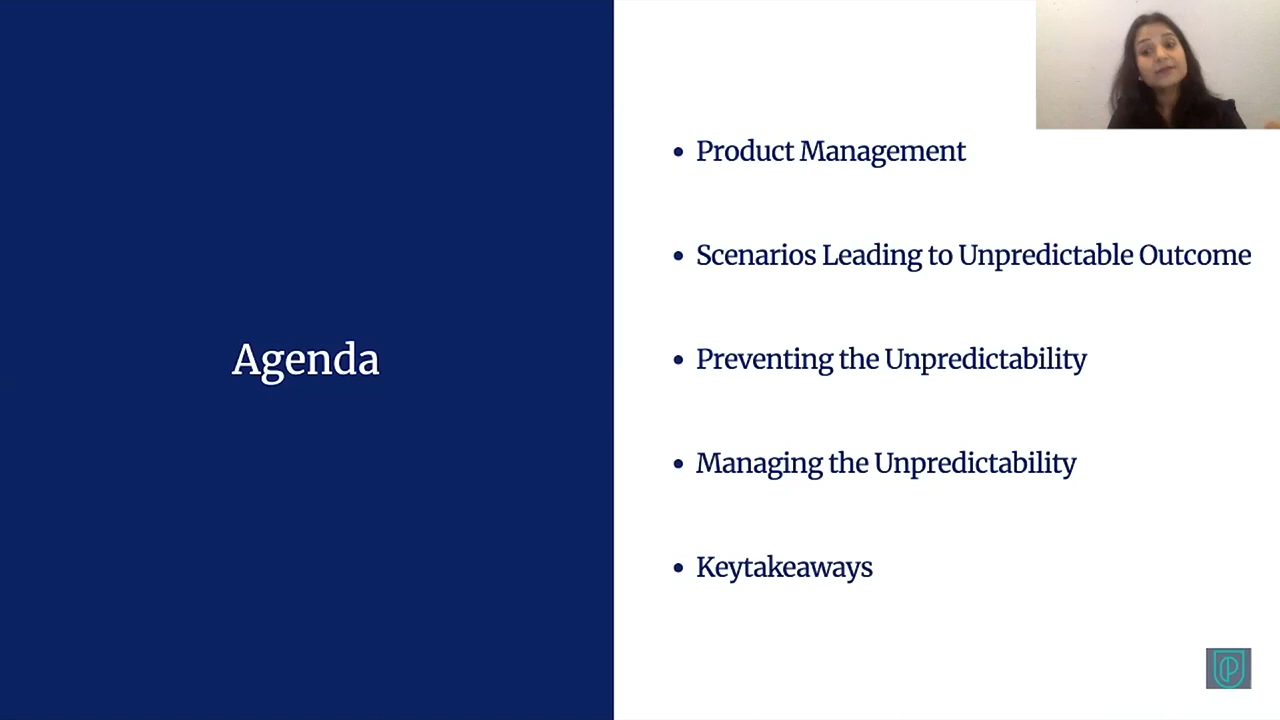 Agenda
Product Management
Scenarios Leading to Unpredictable Outcome
Preventing the Unpredictability
Managing the Unpredictability
Keytakeaways